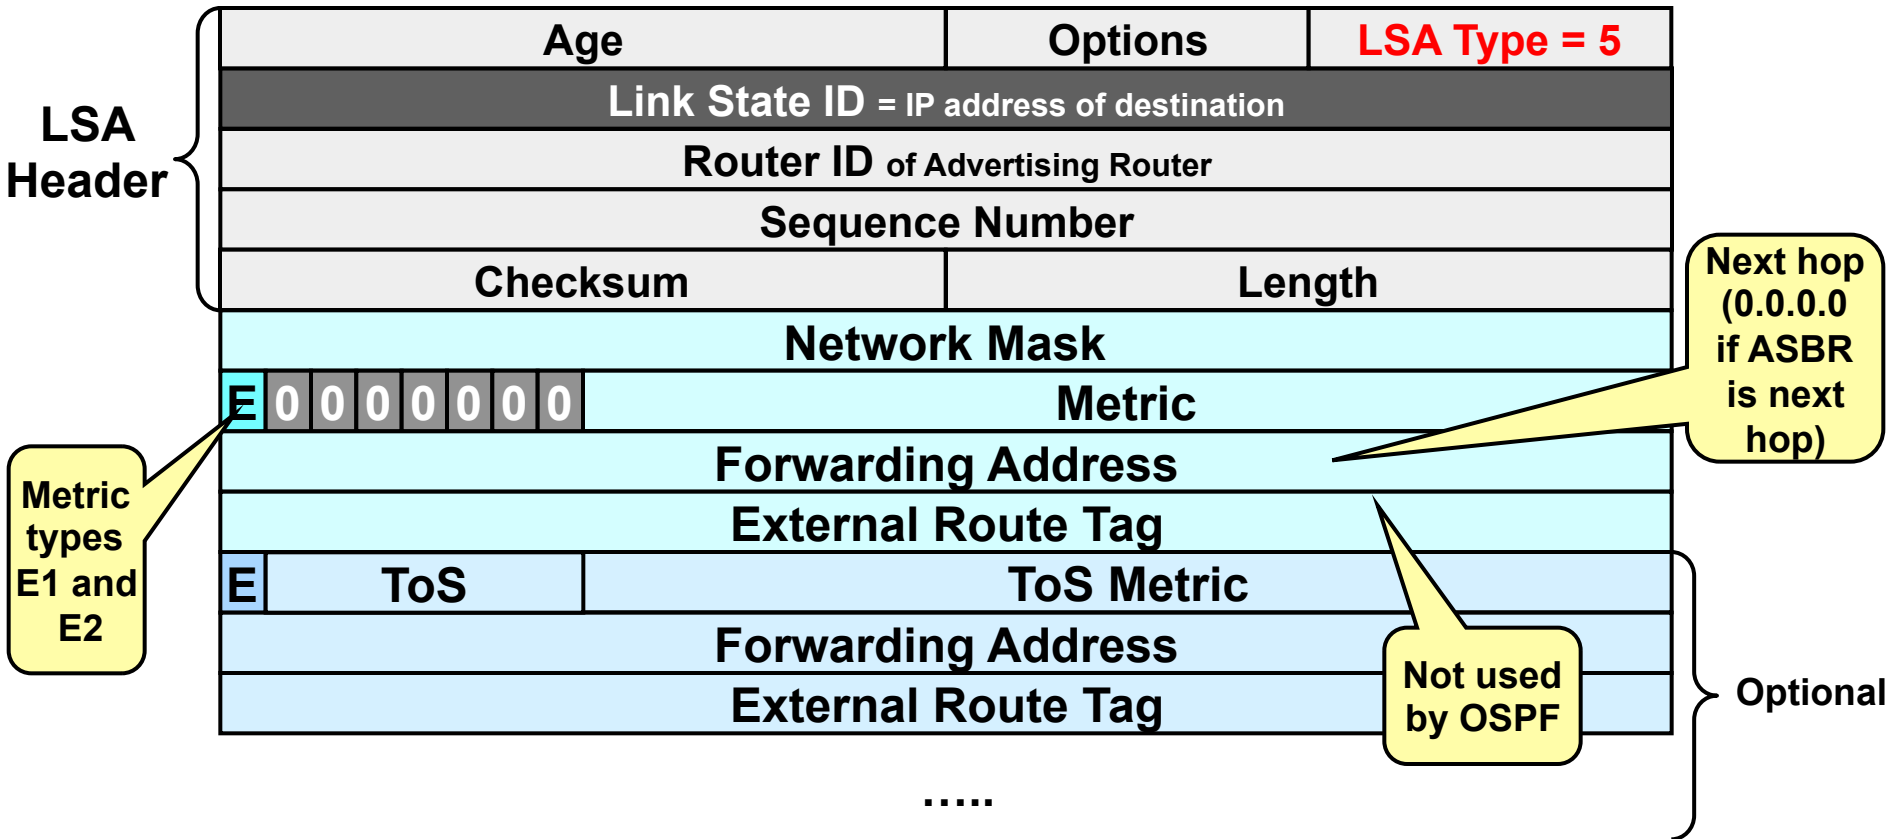 Age Options LSA Type = 5
Link State ID = IP address of destination
LSA
Header
Router ID of Advertising Router
Sequence Number
Checksum Length
Next hop
(0.0.0.0
if ASBR
is next
hop)
Network Mask
E 0 0 0 0 0 0 0 Metric
Forwarding Address
Metric
types
E1 and
E2
External Route Tag
E ToS ToS Metric
Forwarding Address
Not used
by OSPF
External Route Tag
Optional
.....